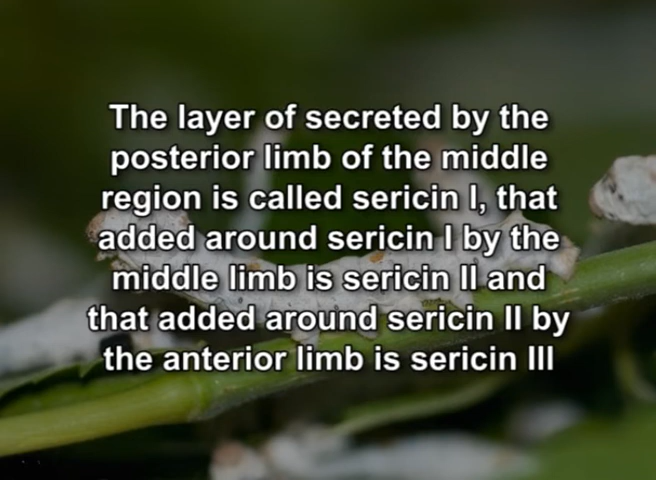 The layer of secreted by the
posterior limb of the middle
region is called sericin I, that
added around sericin I by the
middle limb is sericin II and
that added around sericin II by
the anterior limb is sericin III